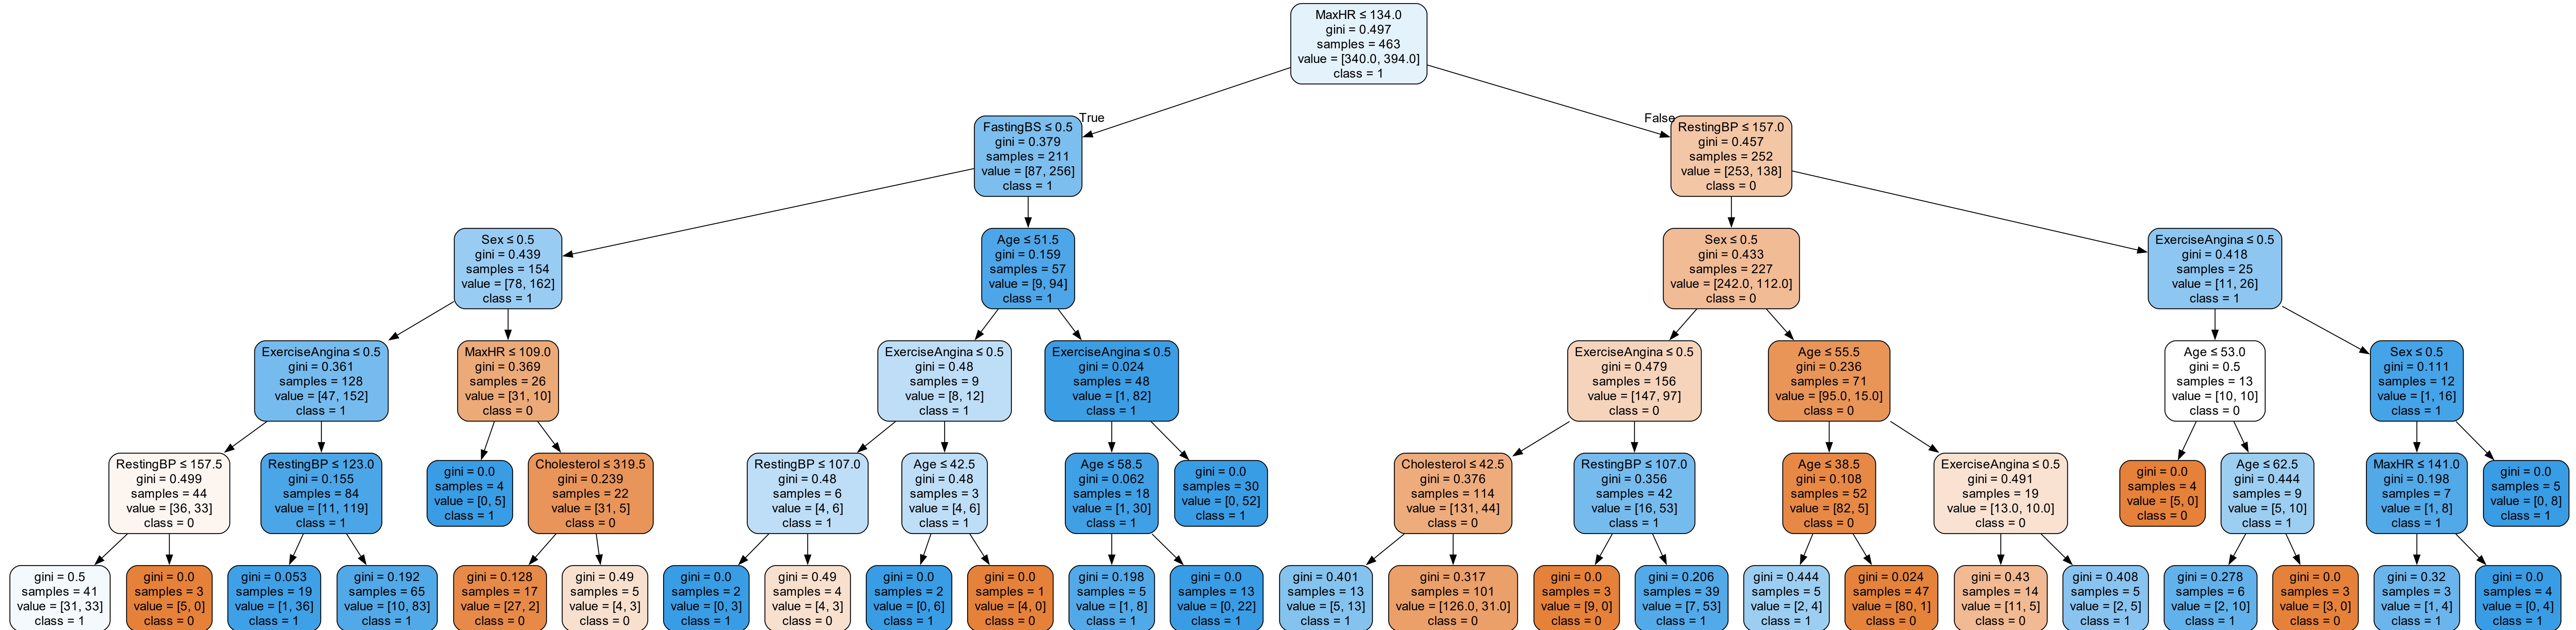 MaxHR ≤ 134.0
gini = 0.497
samples = 463
value = [340.0, 394.0]
class = 1
True
False
FastingBS ≤ 0.5
gini = 0.379
samples = 211
value = [87, 256]
class = 1
RestingBP ≤ 157.0
gini = 0.457
samples = 252
value = [253, 138]
class = 0
Sex ≤ 0.5
gini = 0.439
samples = 154
value = [78, 162]
class = 1
Age ≤ 51.5
gini = 0.159
samples = 57
value = [9, 94]
class = 1
Sex ≤ 0.5
gini = 0.433
samples = 227
value = [242.0, 112.0]
class = 0
ExerciseAngina ≤ 0.5
gini = 0.418
samples = 25
value = [11, 26]
class = 1
ExerciseAngina ≤ 0.5
gini = 0.361
samples = 128
value = [47, 152]
class = 1
MaxHR ≤ 109.0
gini = 0.369
samples = 26
value = [31, 10]
class = 0
ExerciseAngina ≤ 0.5
gini = 0.48
samples = 9
value = [8, 12]
class = 1
ExerciseAngina ≤ 0.5
gini = 0.024
samples = 48
value = [1, 82]
class = 1
ExerciseAngina ≤ 0.5
gini = 0.479
samples = 156
value = [147, 97]
class = 0
Age ≤ 55.5
gini = 0.236
samples = 71
value = [95.0, 15.0]
class = 0
Age ≤ 53.0
gini = 0.5
samples = 13
value = [10, 10]
class = 0
Sex ≤ 0.5
gini = 0.111
samples = 12
value = [1, 16]
class = 1
RestingBP ≤ 157.5
gini = 0.499
samples = 44
value = [36, 33]
class = 0
RestingBP ≤ 123.0
gini = 0.155
samples = 84
value = [11, 119]
class = 1
gini = 0.0
samples = 4
value = [0, 5]
class = 1
Cholesterol ≤ 319.5
gini = 0.239
samples = 22
value = [31, 5]
class = 0
RestingBP ≤ 107.0
gini = 0.48
samples = 6
value = [4, 6]
class = 1
Age ≤ 42.5
gini = 0.48
samples = 3
value = [4, 6]
class = 1
Age ≤ 58.5
gini = 0.062
samples = 18
value = [1, 30]
class = 1
gini = 0.0
samples = 30
value = [0, 52]
class = 1
Cholesterol ≤ 42.5
gini = 0.376
samples = 114
value = [131, 44]
class = 0
RestingBP ≤ 107.0
gini = 0.356
samples = 42
value = [16, 53]
class = 1
Age ≤ 38.5
gini = 0.108
samples = 52
value = [82, 5]
class = 0
ExerciseAngina ≤ 0.5
gini = 0.491
samples = 19
value = [13.0, 10.0]
class = 0
gini = 0.0
samples = 4
value = [5, 0]
class = 0
Age ≤ 62.5
gini = 0.444
samples = 9
value = [5, 10]
class = 1
MaxHR ≤ 141.0
gini = 0.198
samples = 7
value = [1, 8]
class = 1
gini = 0.0
samples = 5
value = [0, 8]
class = 1
gini = 0.5
samples = 41
value = [31, 33]
class = 1
gini = 0.0
samples = 3
value = [5, 0]
class = 0
gini = 0.053
samples = 19
value = [1, 36]
class = 1
gini = 0.192
samples = 65
value = [10, 83]
class = 1
gini = 0.128
samples = 17
value = [27, 2]
class = 0
gini = 0.49
samples = 5
value = [4, 3]
class = 0
gini = 0.0
samples = 2
value = [0, 3]
class = 1
gini = 0.49
samples = 4
value = [4, 3]
class = 0
gini = 0.0
samples = 2
value = [0, 6]
class = 1
gini = 0.0
samples = 1
value = [4, 0]
class = 0
gini = 0.198
samples = 5
value = [1, 8]
class = 1
gini = 0.0
samples = 13
value = [0, 22]
class = 1
gini = 0.401
samples = 13
value = [5, 13]
class = 1
gini = 0.317
samples = 101
value = [126.0, 31.0]
class = 0
gini = 0.0
samples = 3
value = [9, 0]
class = 0
gini = 0.206
samples = 39
value = [7, 53]
class = 1
gini = 0.444
samples = 5
value = [2, 4]
class = 1
gini = 0.024
samples = 47
value = [80, 1]
class = 0
gini = 0.43
samples = 14
value = [11, 5]
class = 0
gini = 0.408
samples = 5
value = [2, 5]
class = 1
gini = 0.278
samples = 6
value = [2, 10]
class = 1
gini = 0.0
samples = 3
value = [3, 0]
class = 0
gini = 0.32
samples = 3
value = [1, 4]
class = 1
gini = 0.0
samples = 4
value = [0, 4]
class = 1